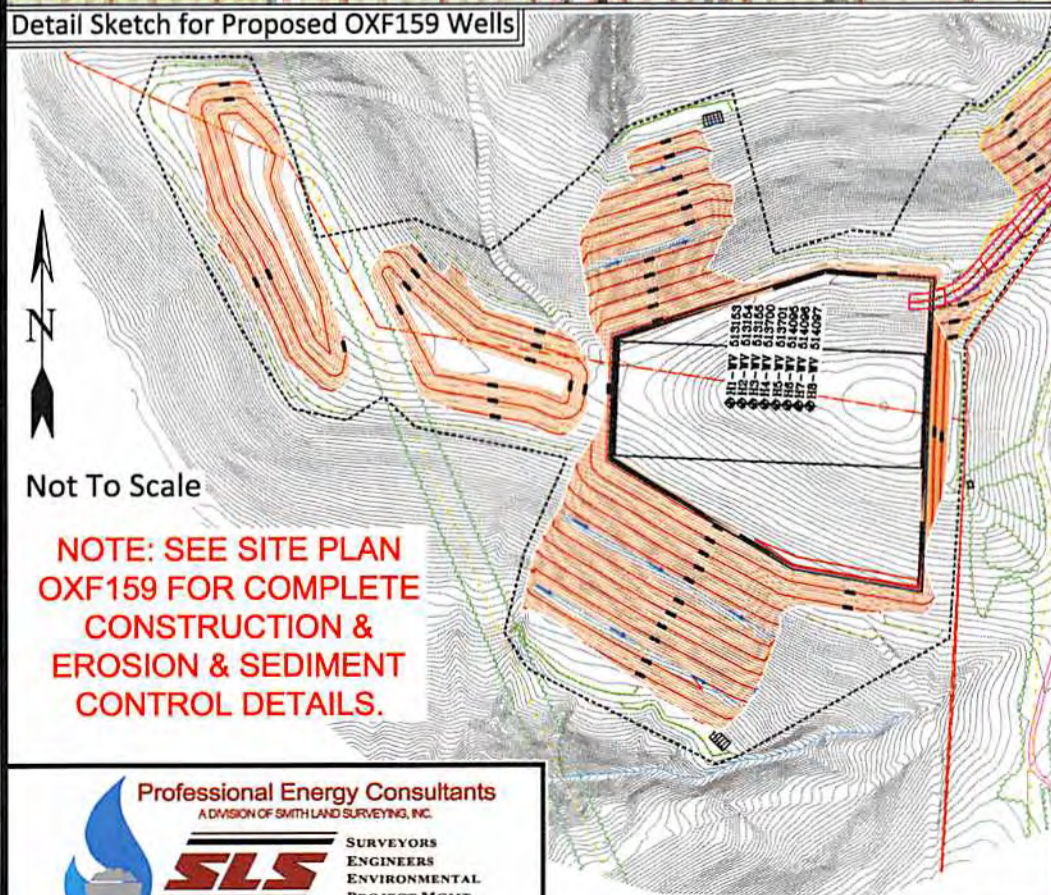 Detail Sketch for Proposed OXF159 Wells
N
Not To Scale
NOTE: SEE SITE PLAN
OXF159 FOR COMPLETE
CONSTRUCTION &
EROSION & SEDIMENT
CONTROL DETAILS.
H1-WV 513153
H2-WV 513154
H3-WV 513155
H4-WV 513700
H5-WV 513701
H6-WV 514095
H7-WV 514096
H8-WV 514097
Professional Energy Consultants
A DIVISION OF SMITH LAND SURVEYING, INC.
SLS
SURVEYORS
ENGINEERS
ENVIRONMENTAL
PROJECT MGMT.